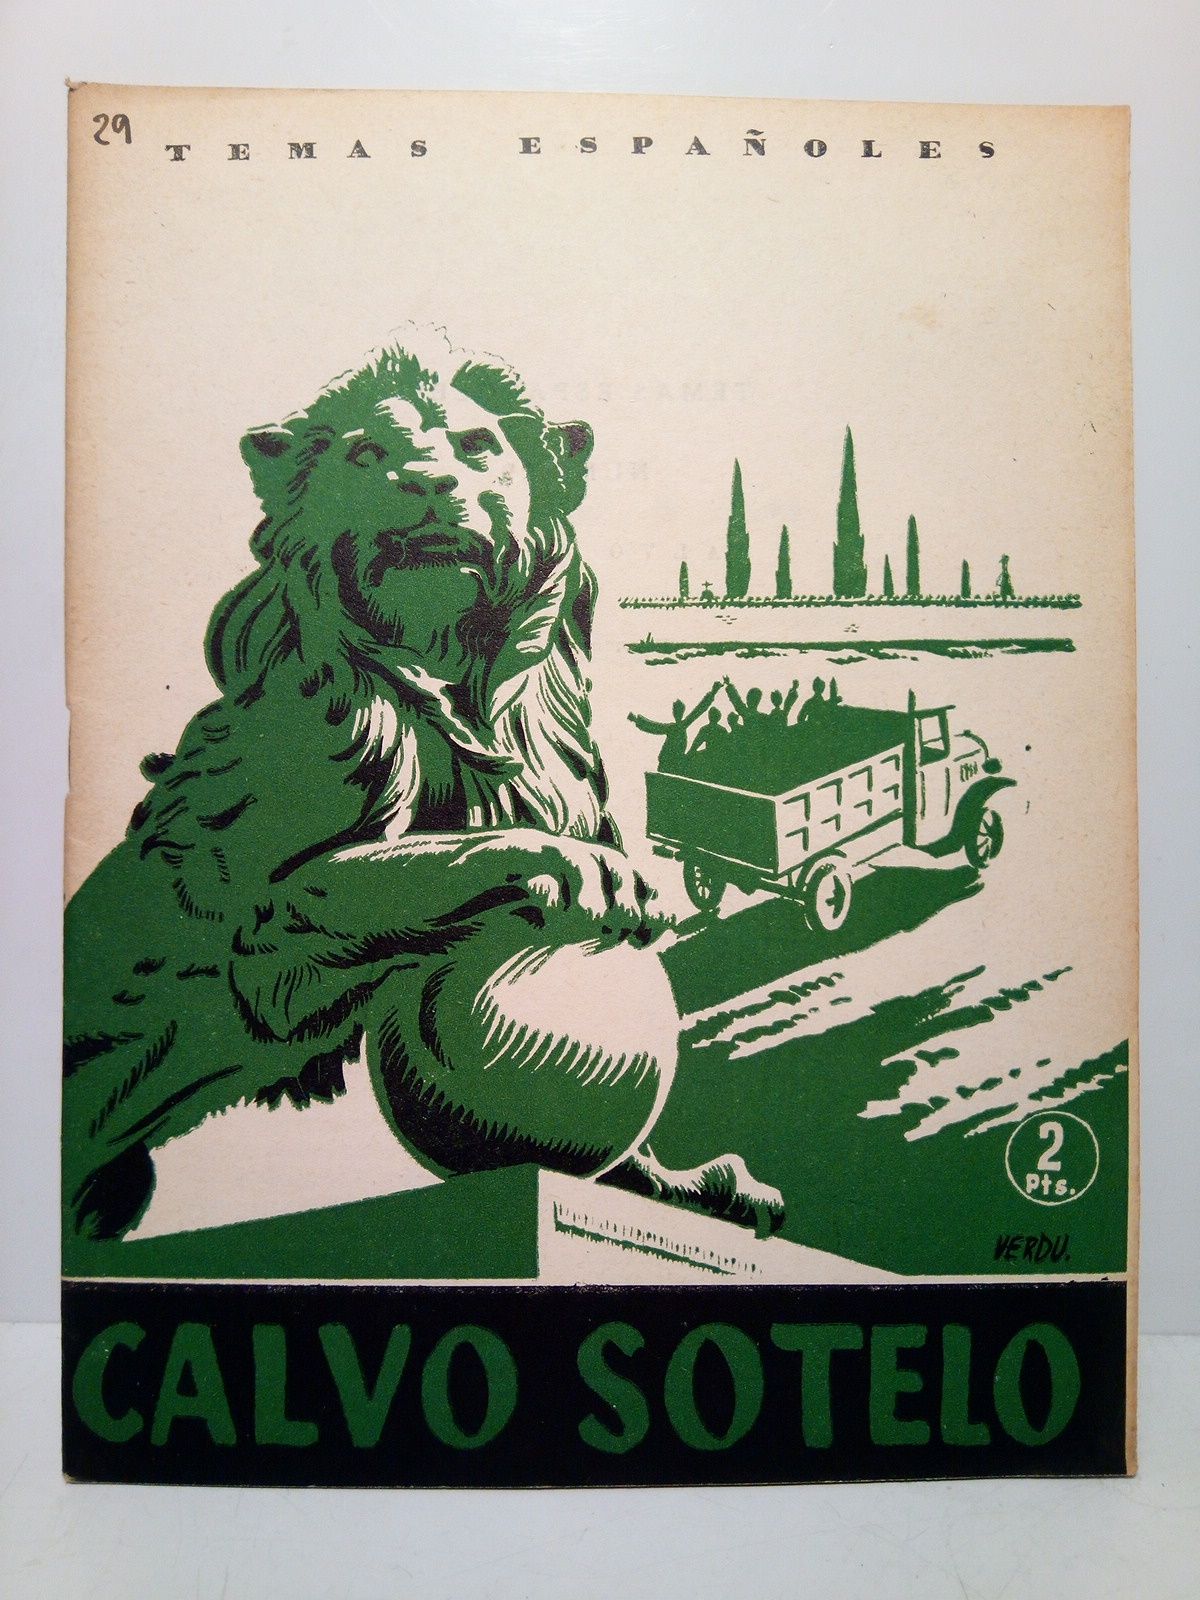 29
TEMAS ESPAÑOLES
2
Pts.
VERDU.
CALVO SOTELO